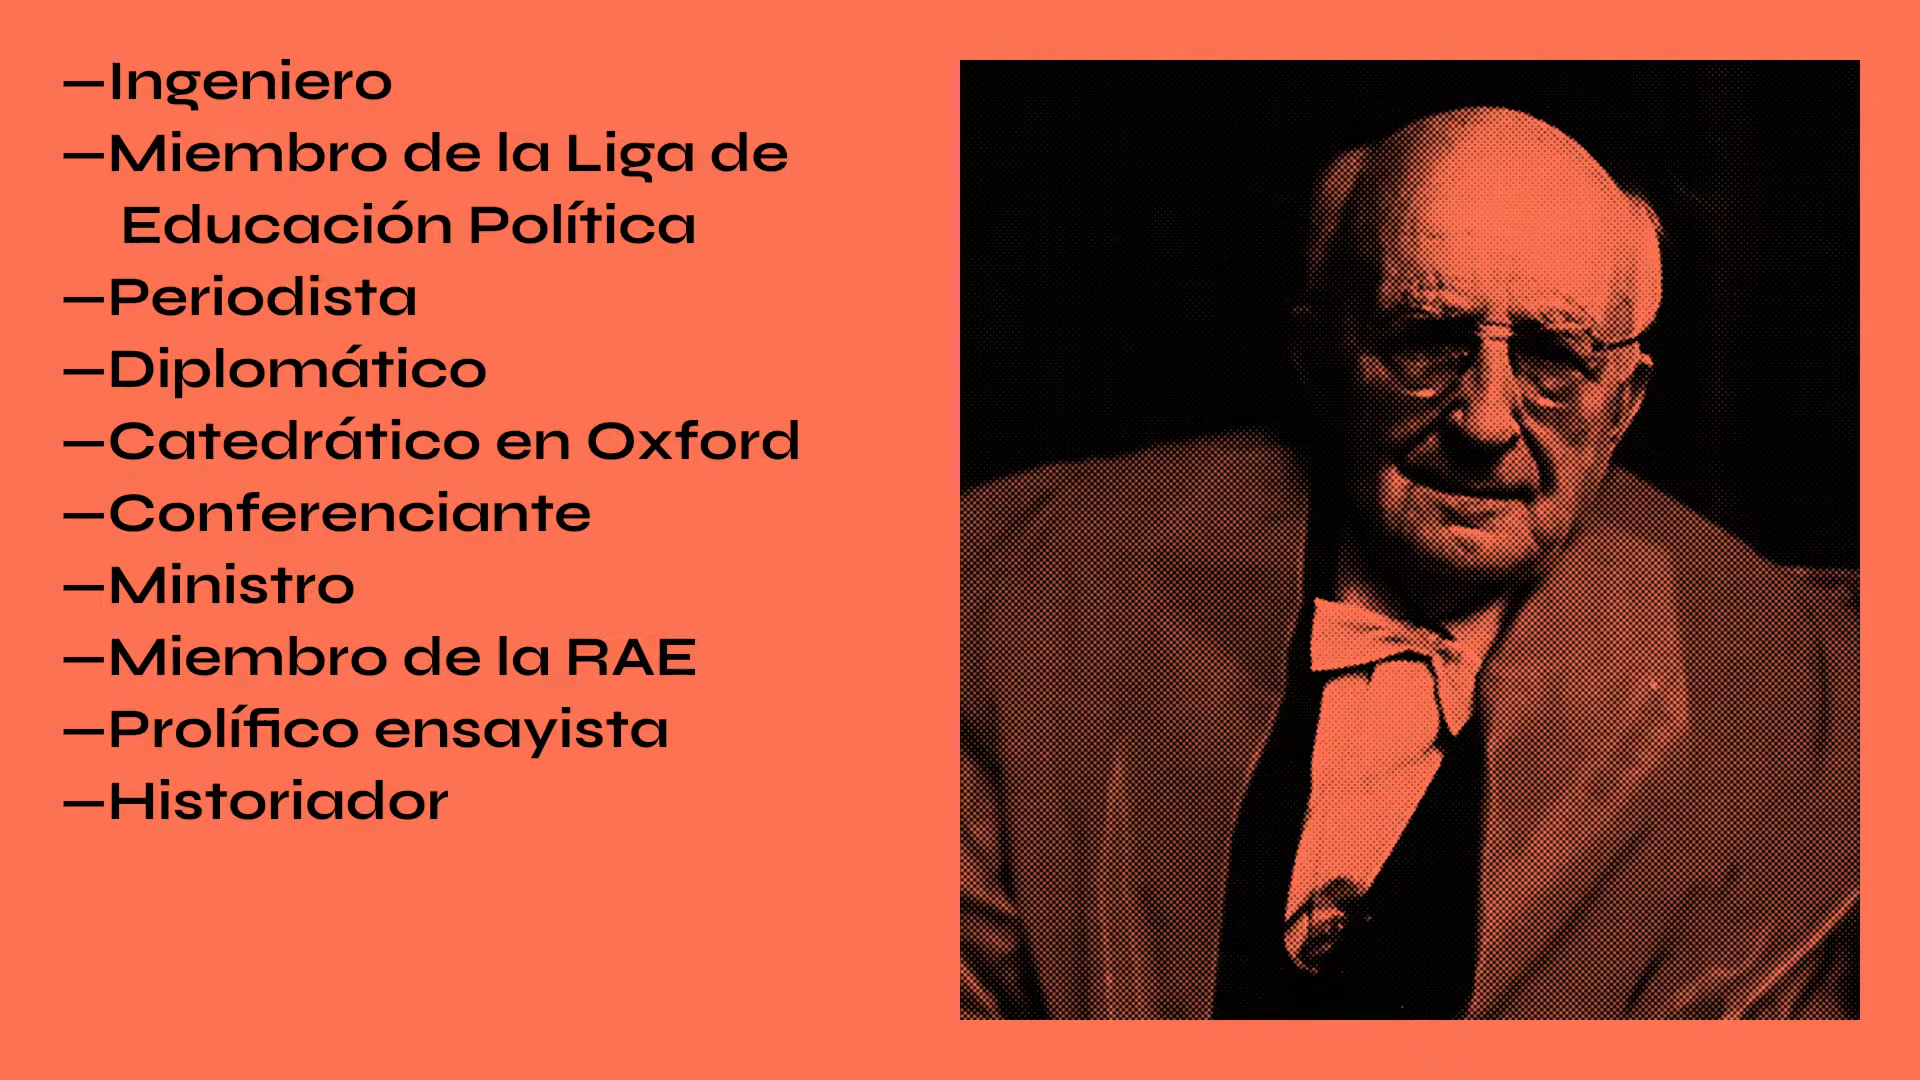 —Ingeniero
—Miembro de la Liga de
Educación Política
—Periodista
—Diplomático
—Catedrático en Oxford
—Conferenciante
—Ministro
—Miembro de la RAE
—Prolífico ensayista
—Historiador